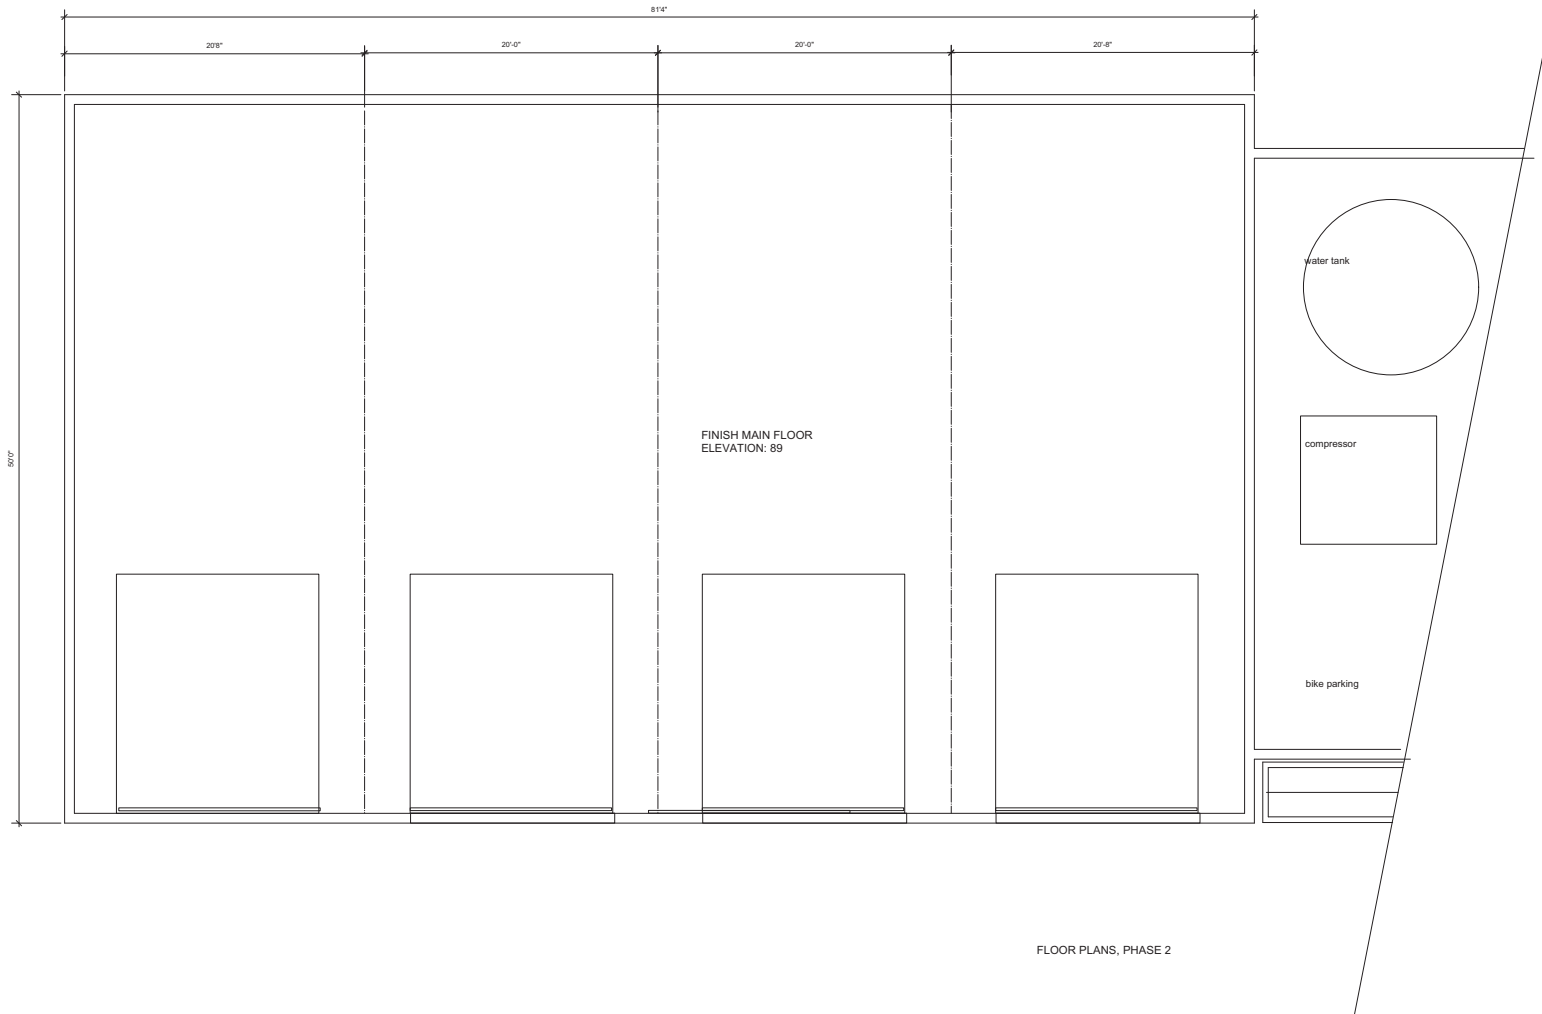 81'4"
20'8"
20'-0"
20'-0"
20'-8"
water tank
FINISH MAIN FLOOR
ELEVATION: 89
compressor
50'0"
bike parking
FLOOR PLANS, PHASE 2